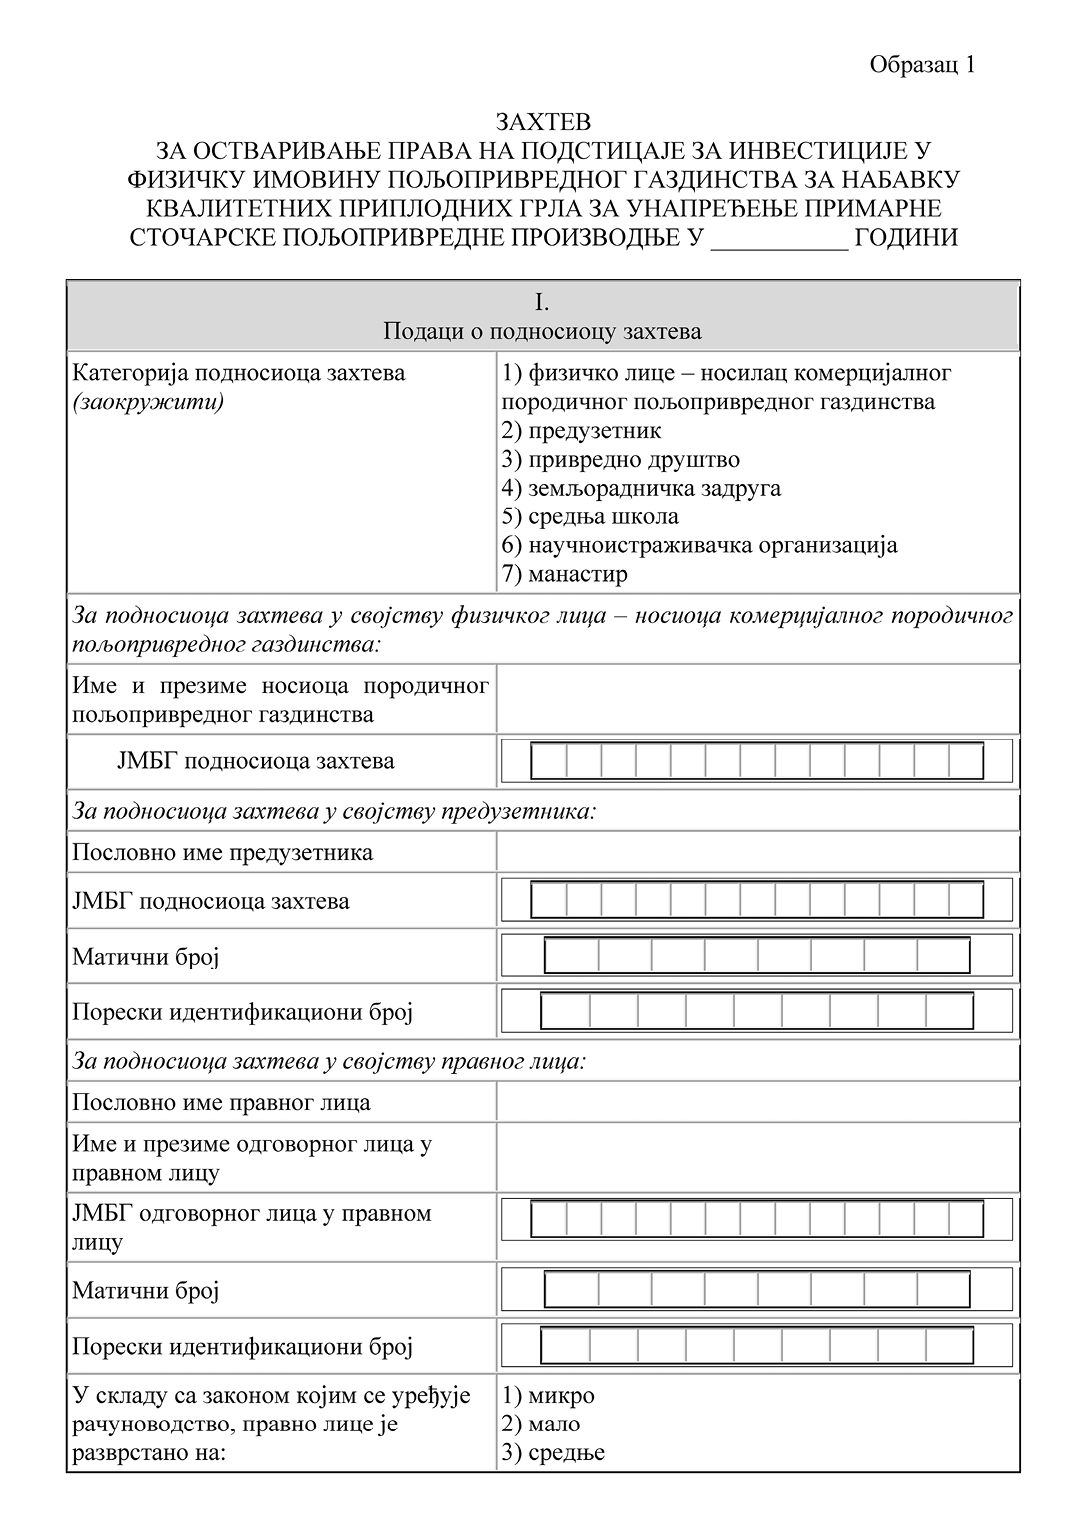 Образац 1
ЗАХТЕВ
ЗА ОСТВАРИВАЊЕ ПРАВА НА ПОДСТИЦАЈЕ ЗА ИНВЕСТИЦИЈЕ У
ФИЗИЧКУ ИМОВИНУ ПОЉОПРИВРЕДНОГ ГАЗДИНСТВА ЗА НАБАВКУ
КВАЛИТЕТНИХ ПРИПЛОДНИХ ГРЛА ЗА УНАПРЕЂЕЊЕ ПРИМАРНЕ
СТОЧАРСКЕ ПОЉОПРИВРЕДНЕ ПРОИЗВОДЊЕ У ___________ ГОДИНИ
I.
Подаци о подносиоцу захтева
Категорија подносиоца захтева
(заокружити)
1) физичко лице – носилац комерцијалног
породичног пољопривредног газдинства
2) предузетник
3) привредно друштво
4) земљорадничка задруга
5) средња школа
6) научноистраживачка организација
7) манастир
За подносиоца захтева у својству физичког лица – носиоца комерцијалног породичног
пољопривредног газдинства:
Име и презиме носиоца породичног
пољопривредног газдинства
ЈМБГ подносиоца захтева
За подносиоца захтева у својству предузетника:
Пословно име предузетника
ЈМБГ подносиоца захтева
Матични број
Порески идентификациони број
За подносиоца захтева у својству правног лица:
Пословно име правног лица
Име и презиме одговорног лица у
правном лицу
ЈМБГ одговорног лица у правном
лицу
Матични број
Порески идентификациони број
У складу са законом којим се уређује
рачуноводство, правно лице је
разврстано на:
1) микро
2) мало
3) средње